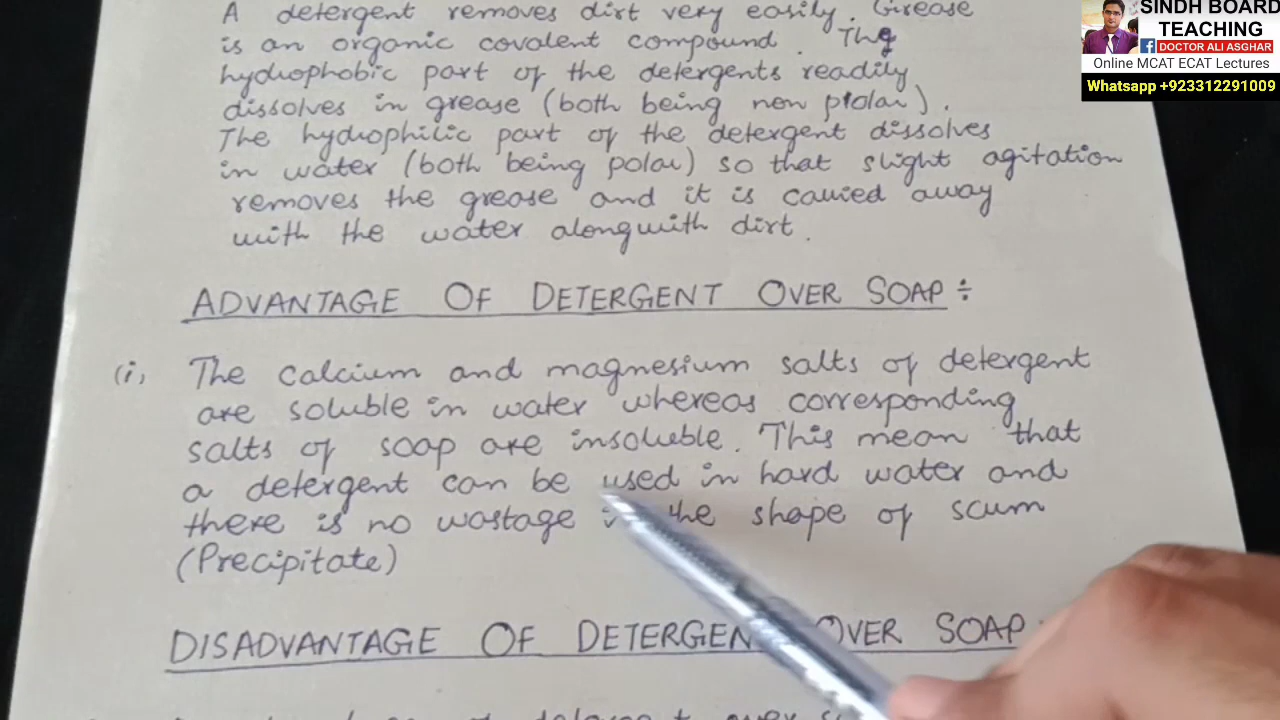 A detergent removes dirt very easily. Grease
is an organic covalent compound. The
hydrophobic part of the detergents readily
dissolves in grease (both being non polar).
The hydrophilic part of the detergent dissolves
in water (both being polar) so that slight agitation
removes the grease and it is carried away
with the water alongwith dirt.
ADVANTAGE OF DETERGENT OVER SOAP ÷
(i) The calcium and magnesium salts of detergent
are soluble in water whereas corresponding
salts of soap are insoluble. This mean that
a detergent can be used in hard water and
there is no wastage the shape of scum
(Precipitate)
DISADVANTAGE OF DETERGEN OVER SOAP
SINDH BOARD
TEACHING
DOCTOR ALI ASGHAR
Online MCAT ECAT Lectures
Whatsapp +923312291009